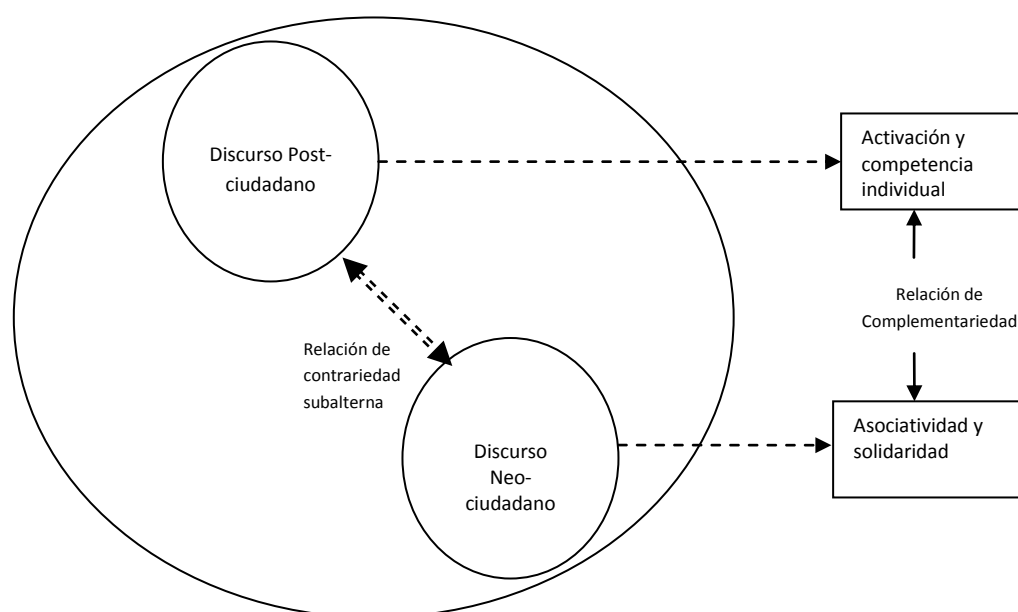 Discurso Post-
ciudadano
Activación y
competencia
individual
Relación de
contrariedad
subalterna
Relación de
Complementariedad
Discurso
Neo-
ciudadano
Asociatividad y
solidaridad